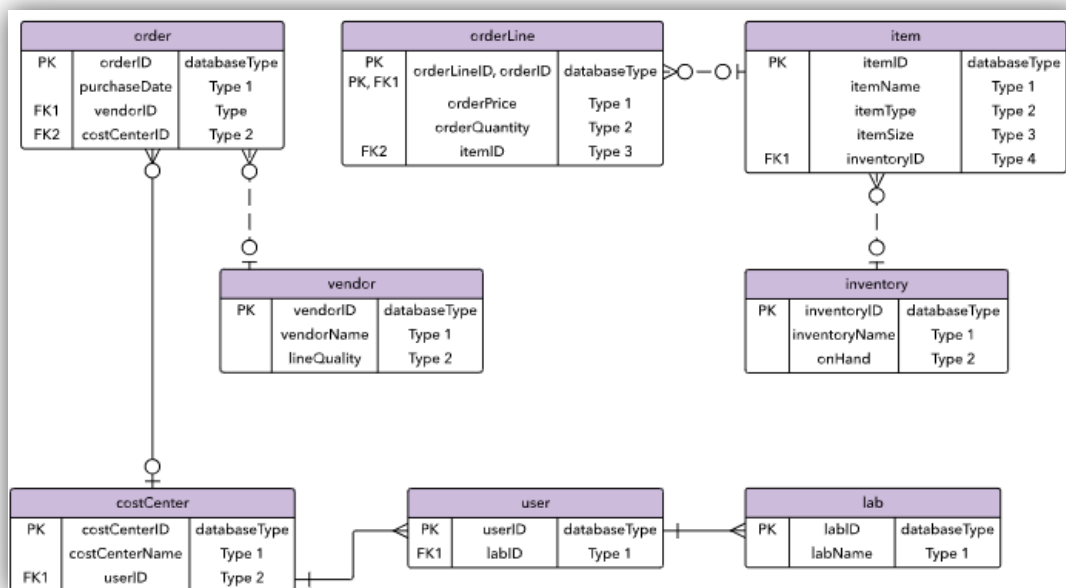 order
PK orderID databaseType
purchaseDate Type 1
FK1 vendorID Type
FK2 costCenterID Type 2
orderLine
PK
PK, FK1 orderLineID, orderID databaseType
orderPrice Type 1
orderQuantity Type 2
FK2 itemID Type 3
item
PK itemID databaseType
itemName Type 1
itemType Type 2
itemSize Type 3
FK1 inventoryID Type 4
vendor
PK vendorID databaseType
vendorName Type 1
lineQuality Type 2
inventory
PK inventoryID databaseType
inventoryName Type 1
onHand Type 2
costCenter
PK costCenterID databaseType
costCenterName Type 1
FK1 userID Type 2
user
PK userID databaseType
FK1 labID Type 1
lab
PK labID databaseType
labName Type 1